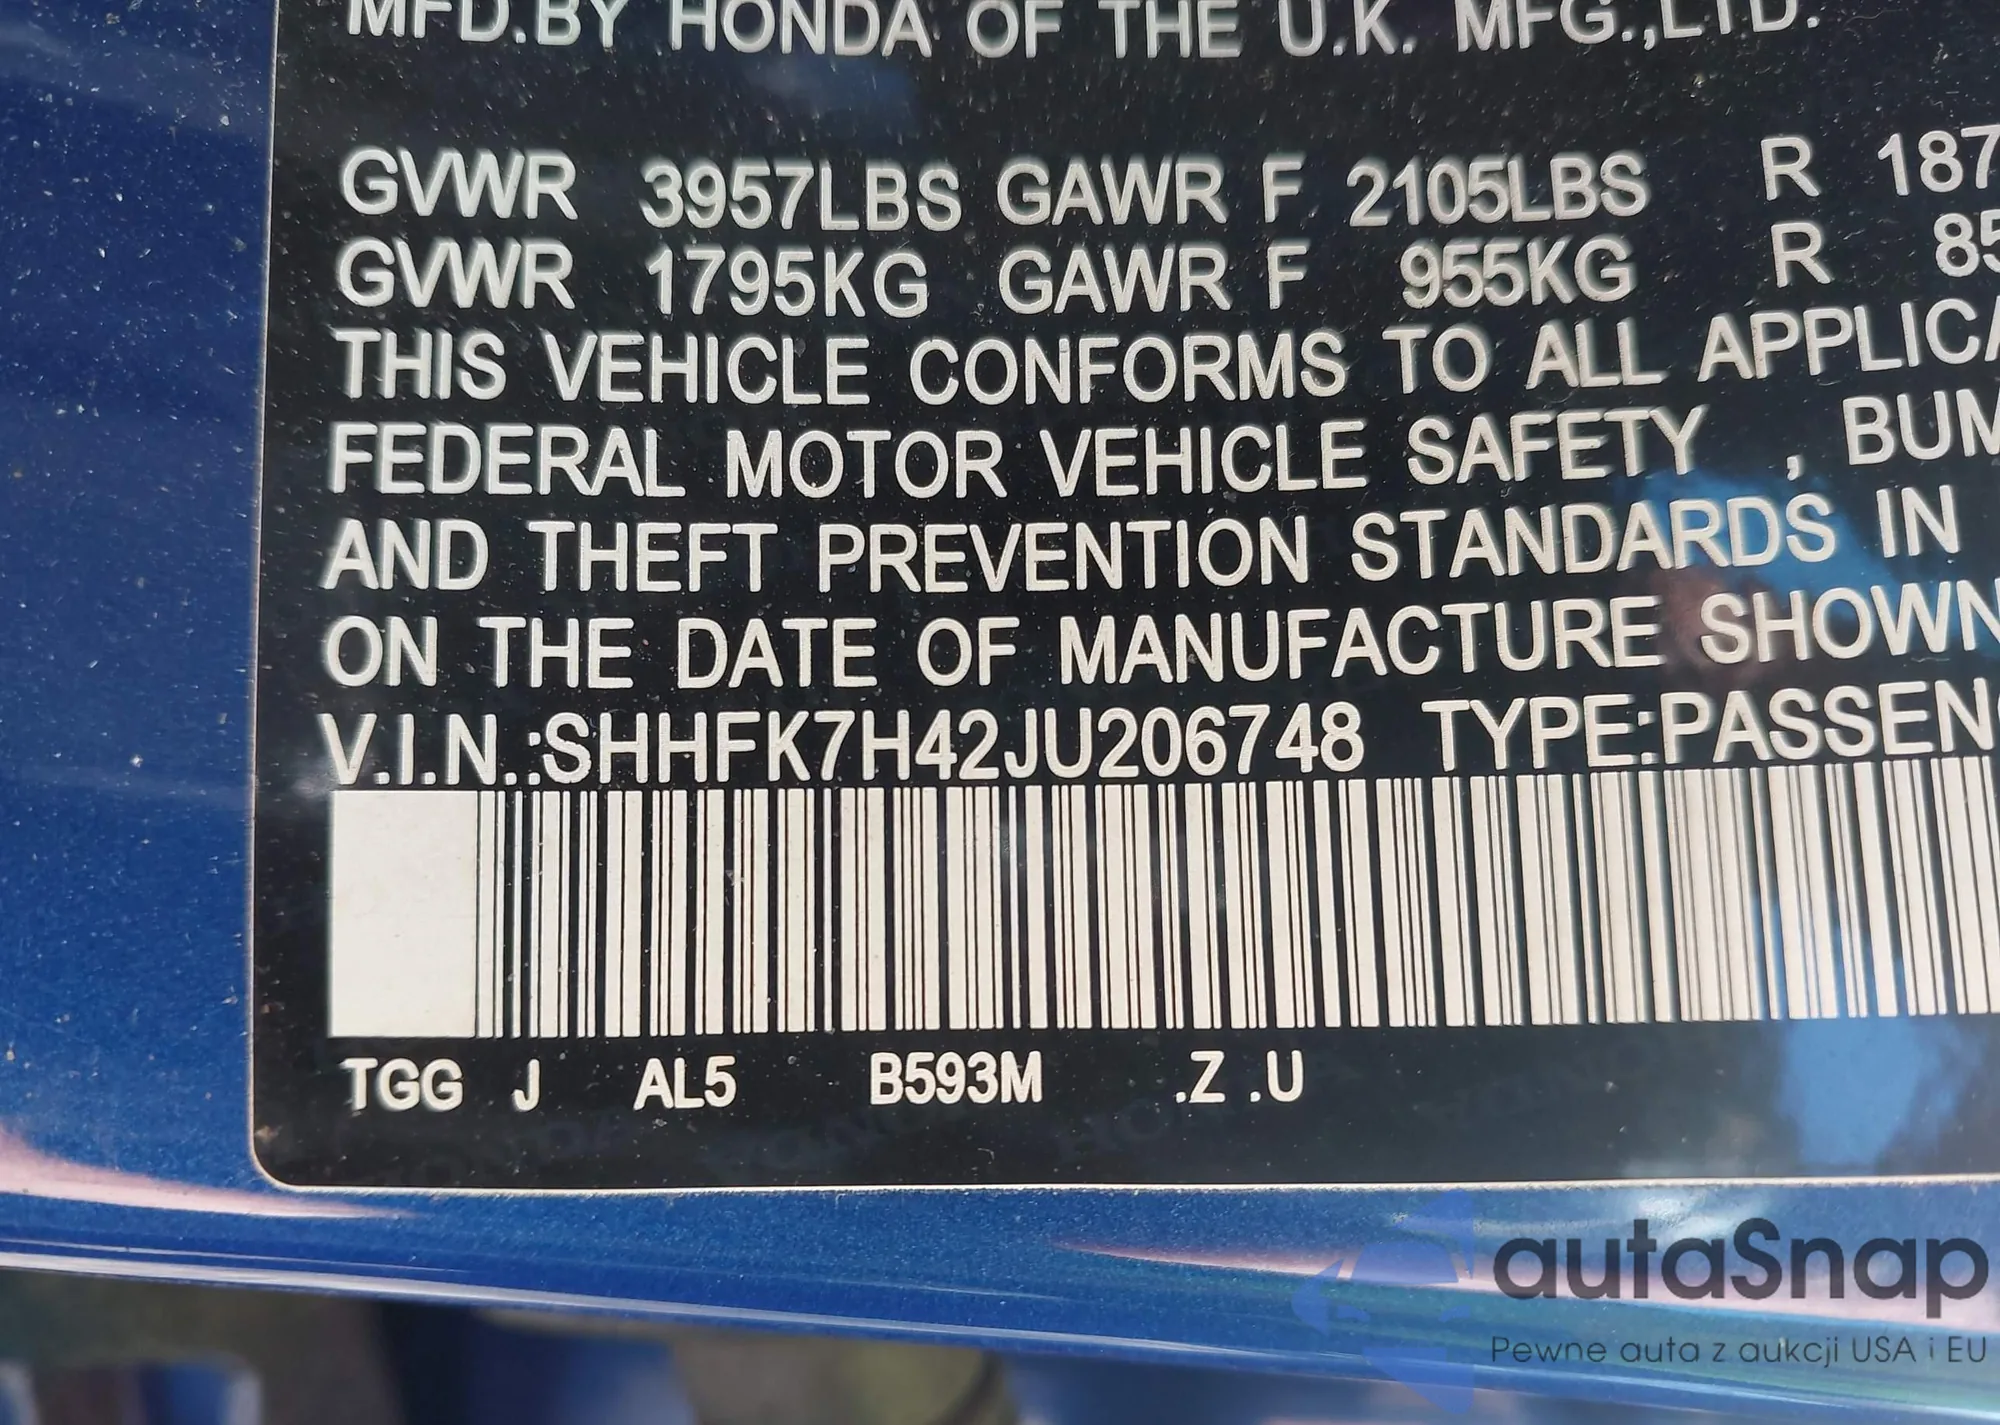 MFD.BY HONDA OF THE U.K. MFG.,LTD.
GVWR 3957LBS GAWR F 2105LBS R 187
GVWR 1795KG GAWR F 955KG R 85
THIS VEHICLE CONFORMS TO ALL APPLICA
FEDERAL MOTOR VEHICLE SAFETY , BUM
AND THEFT PREVENTION STANDARDS IN
ON THE DATE OF MANUFACTURE SHOWN
V.I.N.:SHHFK7H42JU206748 TYPE:PASSENG
TGG J AL5 B593M .Z .U
autaSnap
Pewne auta z aukcji USA i EU